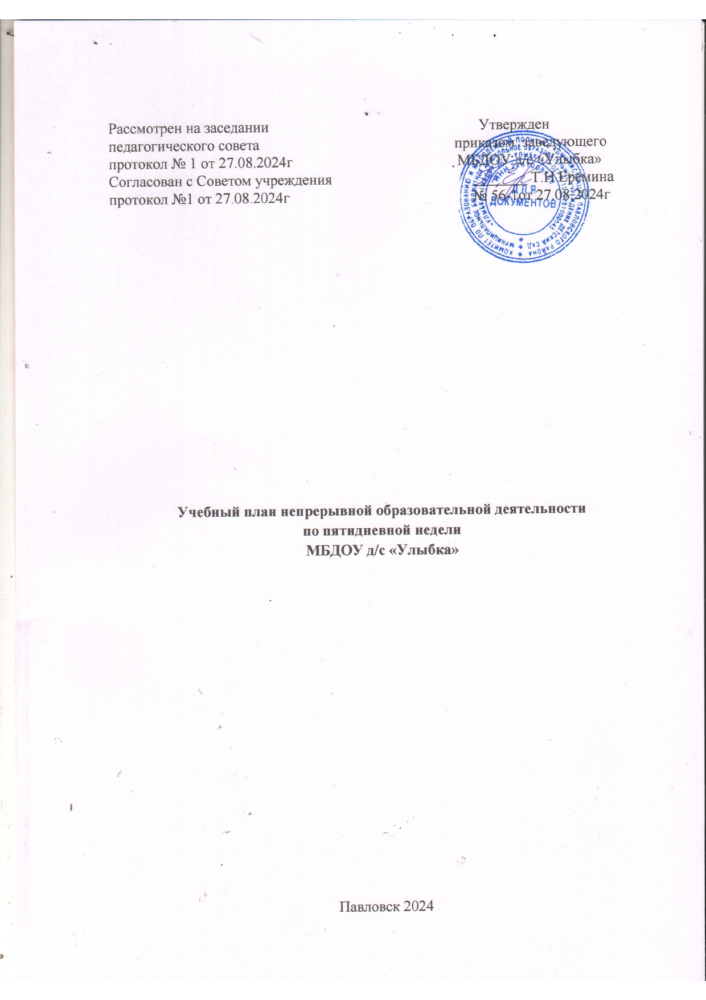 Рассмотрен на заседании
педагогического совета
протокол № 1 от 27.08.2024г
Согласован с Советом учреждения
протокол №1 от 27.08.2024г
Утвержден
приказом заведующего
МБДОУ д/с «Улыбка»
Т.Н Ерёмина
№ 56-1от 27.08.2024г
ДЛЯ
ДОКУМЕНТОВ
Учебный план непрерывной образовательной деятельности
по пятидневной недели
МБДОУ д/с «Улыбка»
Павловск 2024